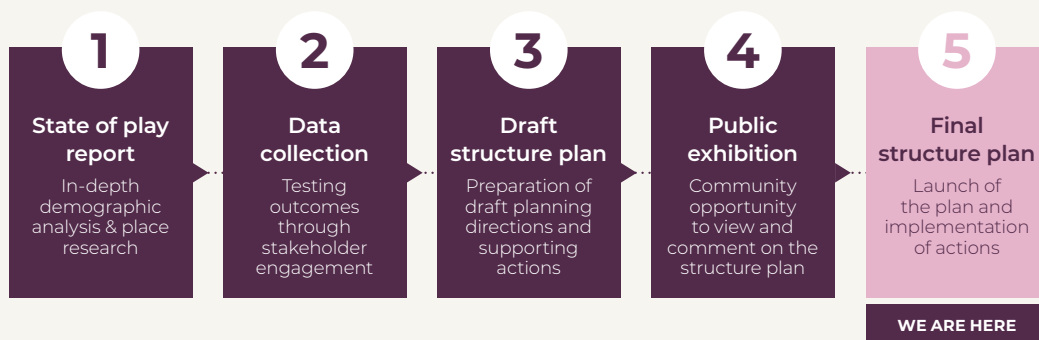 1
State of play
report
In-depth
demographic
analysis & place
research
2
Data
collection
Testing
outcomes
through
stakeholder
engagement
3
Draft
structure plan
Preparation of
draft planning
directions and
supporting
actions
4
Public
exhibition
Community
opportunity
to view and
comment on the
structure plan
5
Final
structure plan
Launch of
the plan and
implementation
of actions
WE ARE HERE